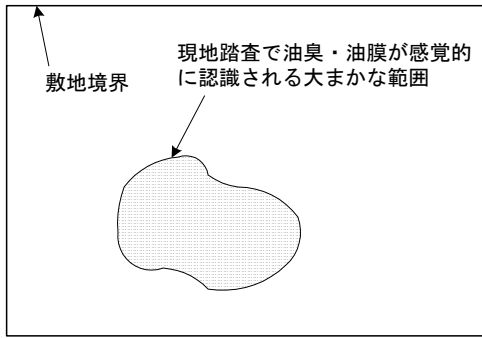 敷地境界
現地踏査で油臭・油膜が感覚的
に認識される大まかな範囲